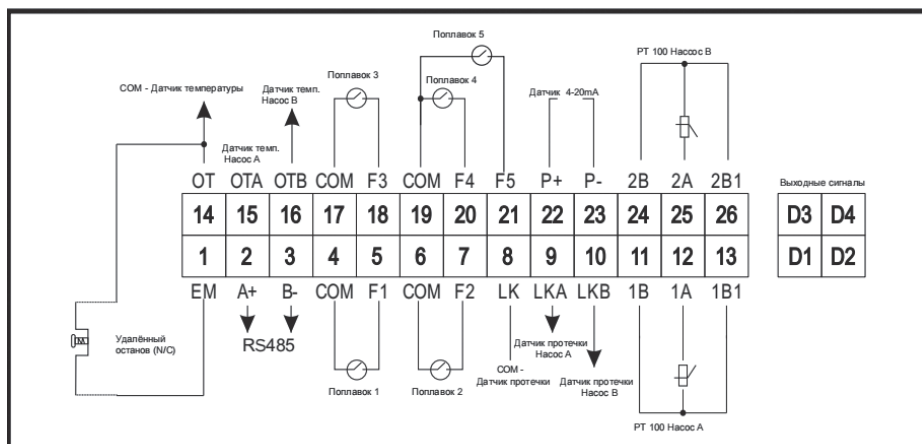 Поплавок 5
РТ 100 Нассос В
Поплавок 3
Поплавок 4
COM - Датчик температуры
Датчик темп.
Насос В
Датчик 4-20mA
Датчик темп.
Насос А
OT OTA OTB COM F3 COM F4 F5 P+ P- 2B 2A 2B1
Выходные сигналы
14 15 16 17 18 19 20 21 22 23 24 25 26
D3 D4
1 2 3 4 5 6 7 8 9 10 11 12 13
D1 D2
EM A+ B- COM F1 COM F2 LK LKA LKB 1B 1A 1B1
Удалённый
останов (N/C)
RS485
Датчик протечки
Насос А
COM -
Датчик протечки
Датчик протечки
Насос В
Поплавок 1
Поплавок 2
РТ 100 Насос А